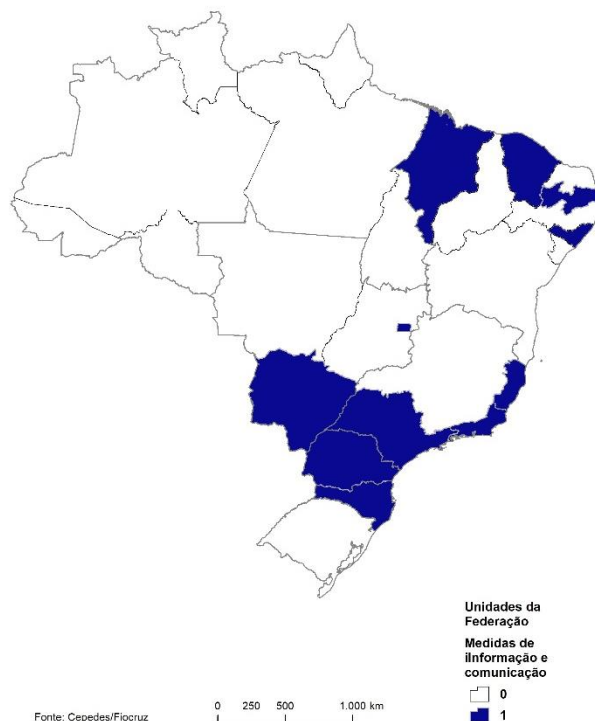 Unidades da
Federação
Medidas de
iInformação e
comunicação
0
1
Fonte: Cepedes/Fiocruz
0 250 500 1.000 km